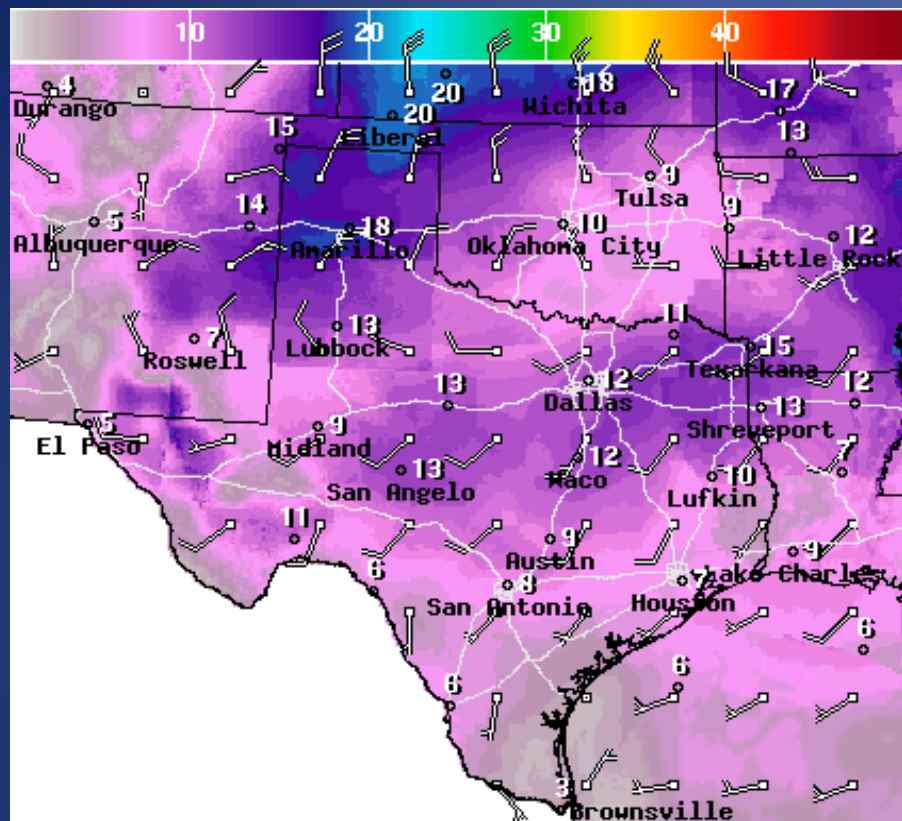 10 20 30 40
4 20 18 17
Durango Wichita
20
Liberal
15 13
9
Tulsa
5 14 18 10 9 12
Albuquerque Amarillo Oklahoma City Little Rock
7 13 11 15
Roswell Lubbock Texarkana
13 12 12
Dallas
5 9 13
El Paso Midland Shreveport
13 12 10 7
San Angelo Waco Lufkin
11 9 9
Austin Lake Charles
6 8 7
San Antonio Houston
6
6 6
3
Brownsville